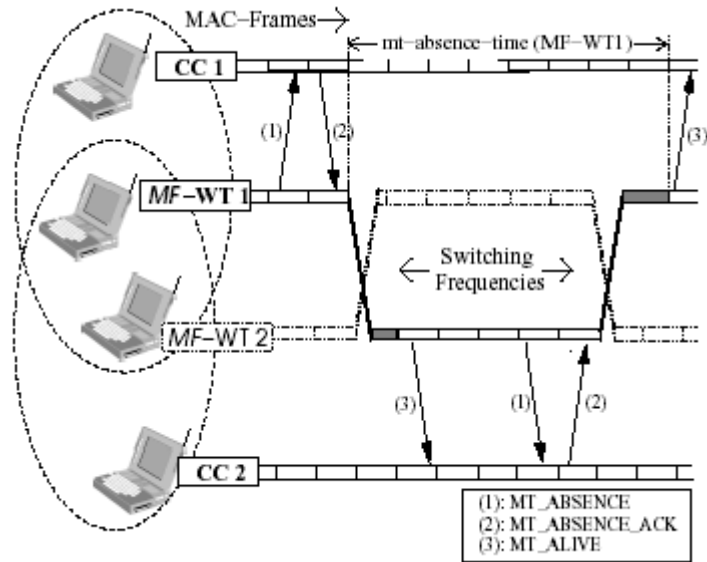 MAC-Frames
mt-absence-time (MF-WT1)
CC 1
(1)
(2)
(3)
MF-WT 1
Switching
Frequencies
MF-WT 2
(3)
(1)
(2)
CC 2
(1): MT_ABSENCE
(2): MT_ABSENCE_ACK
(3): MT_ALIVE